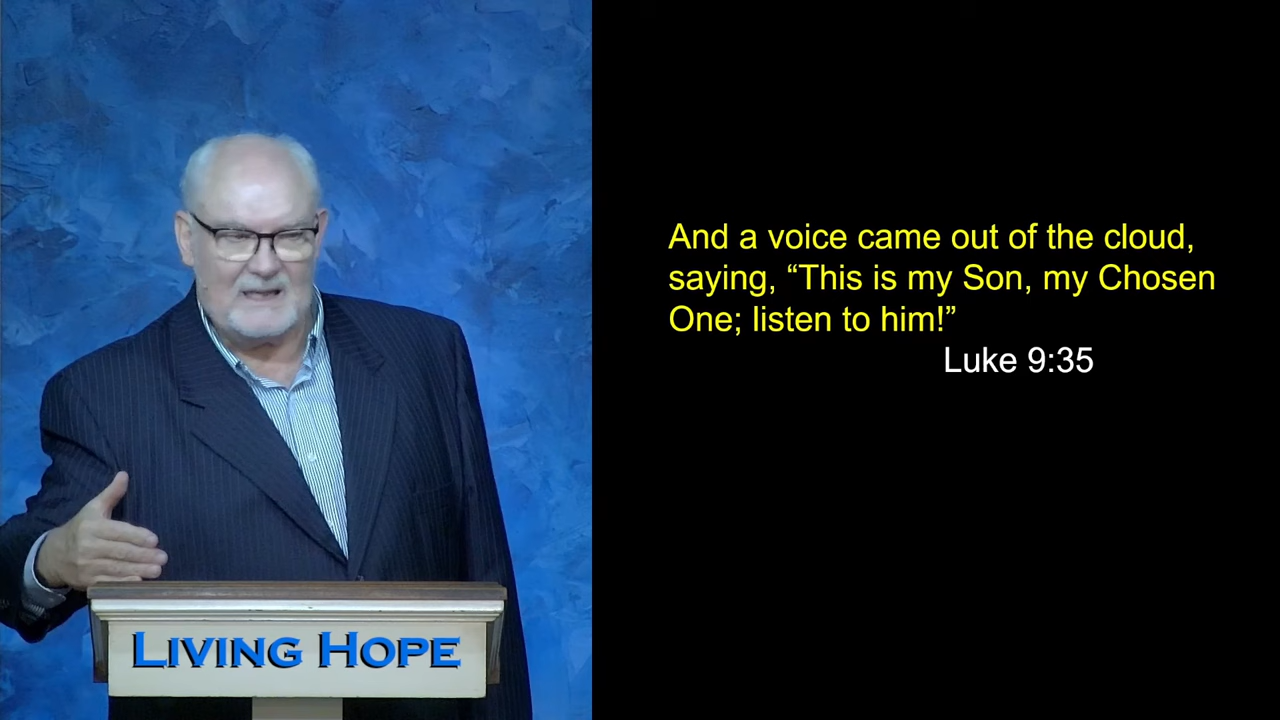 And a voice came out of the cloud,
saying, “This is my Son, my Chosen
One; listen to him!”
Luke 9:35
LIVING HOPE